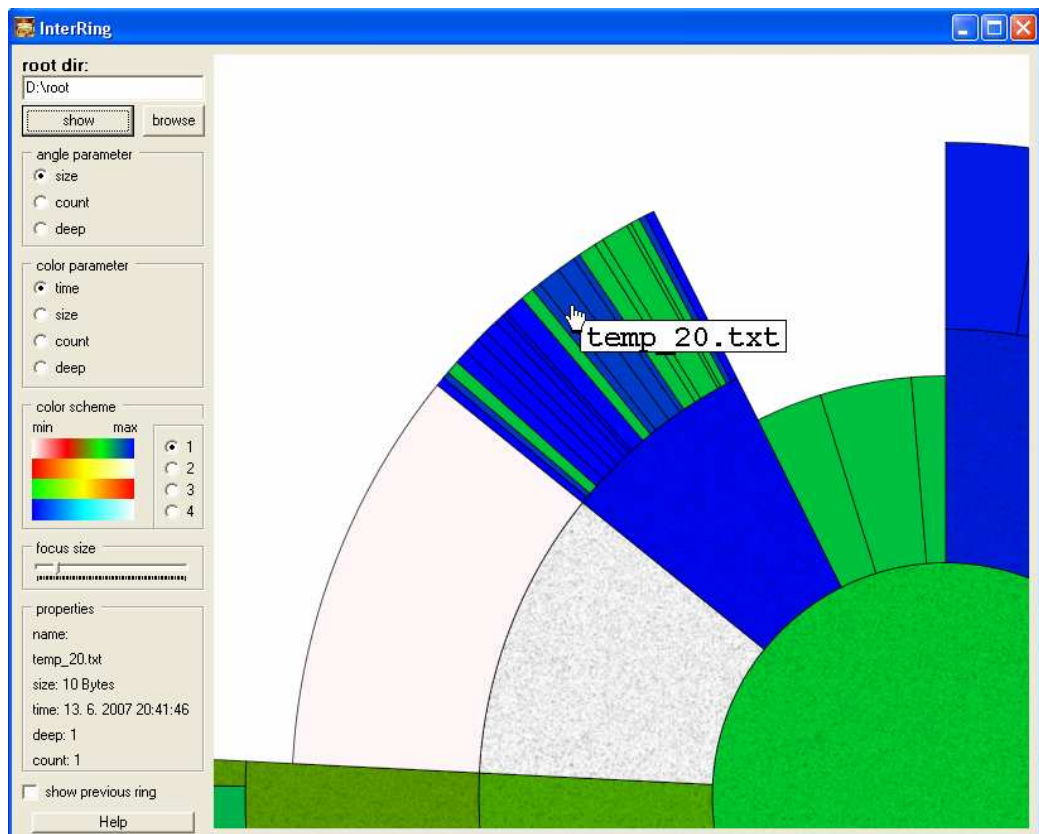 InterRing
root dir:
D:\root
show browse
angle parameter
size
count
deep
color parameter
time
size
count
deep
color scheme
min max
1
2
3
4
focus size
properties
name:
temp_20.txt
size: 10 Bytes
time: 13. 6. 2007 20:41:46
deep: 1
count: 1
show previous ring
Help
temp_20.txt